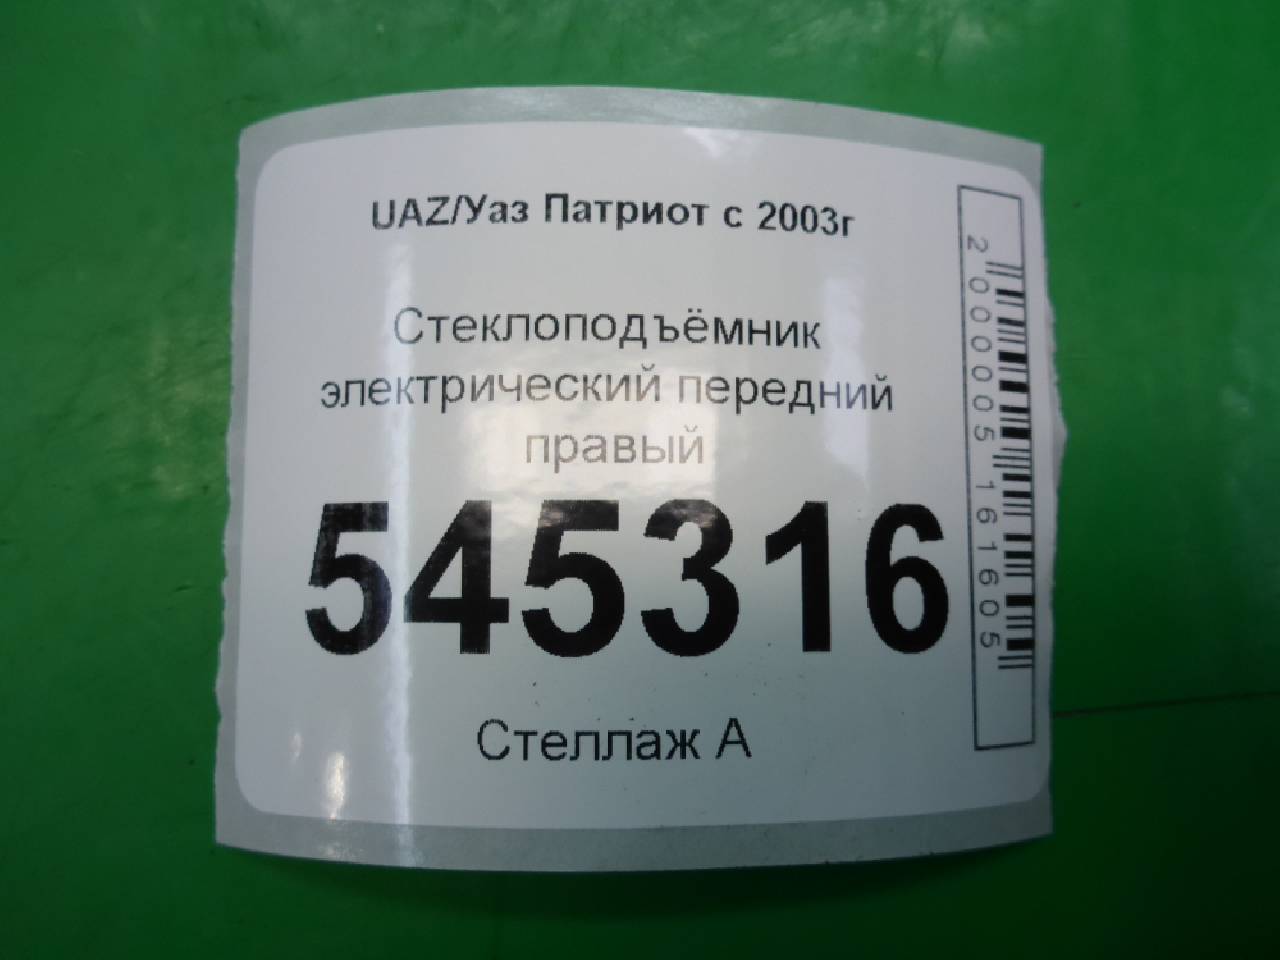 UAZ/Уаз Патриот с 2003г
Стеклоподъёмник
электрический передний
правый
545316
Стеллаж А
2000005161605